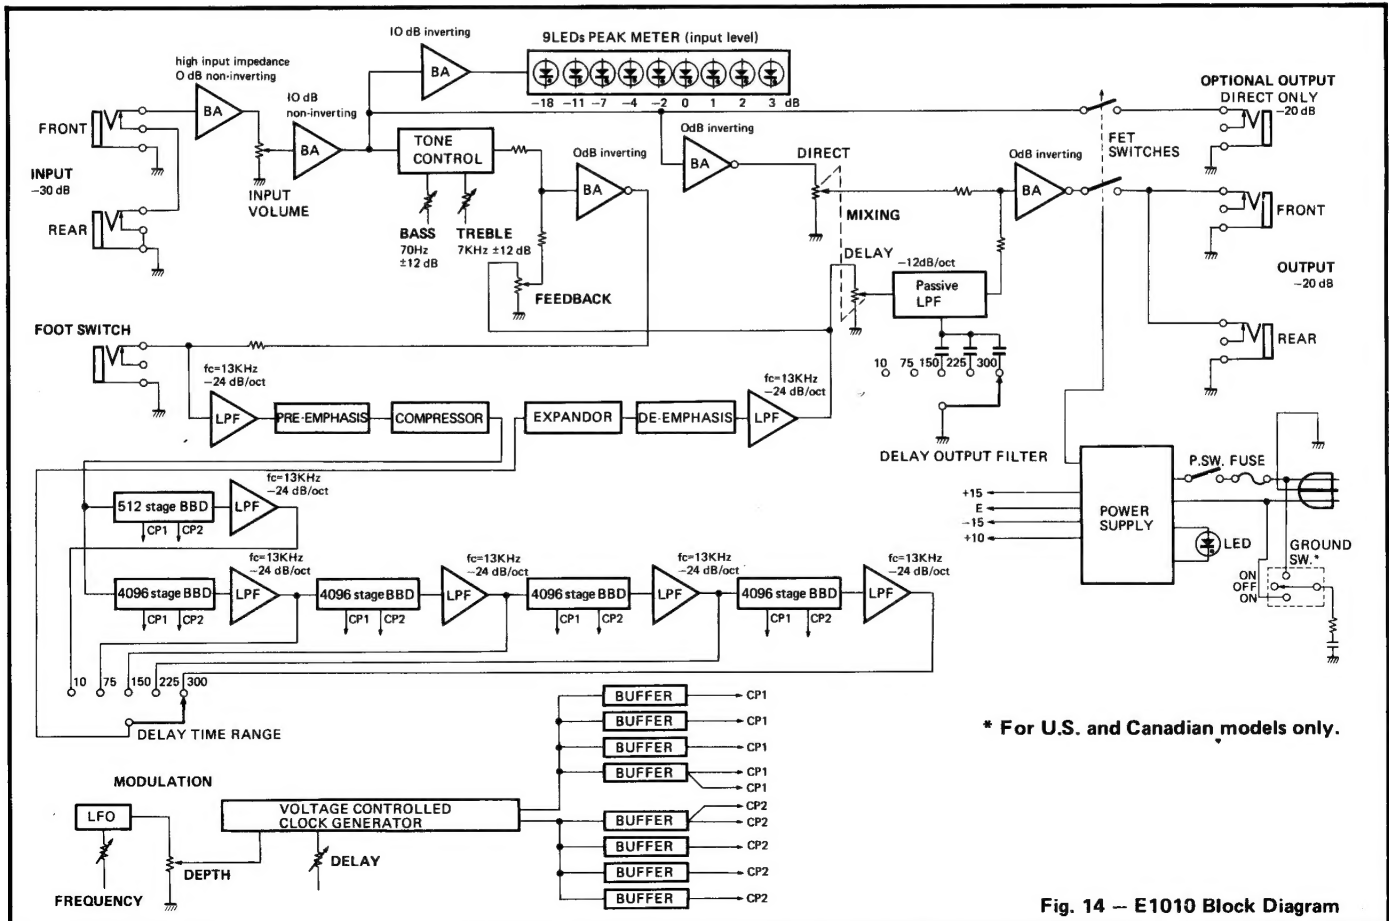 10 dB inverting
9LEDs PEAK METER (input level)
BA
-18 -11 -7 -4 -2 0 1 2 3 dB
high input impedance
0 dB non-inverting
BA
10 dB
non-inverting
BA
FRONT
INPUT
-30 dB
REAR
INPUT
VOLUME
TONE
CONTROL
BASS
70Hz
±12 dB
TREBLE
7KHz ±12 dB
0dB inverting
BA
FEEDBACK
0dB inverting
BA
DIRECT
MIXING
DELAY
-12dB/oct
Passive
LPF
0dB inverting
BA
FET
SWITCHES
OPTIONAL OUTPUT
DIRECT ONLY
-20 dB
FRONT
OUTPUT
-20 dB
REAR
FOOT SWITCH
fc=13KHz
-24 dB/oct
LPF
PRE-EMPHASIS
COMPRESSOR
EXPANDOR
DE-EMPHASIS
fc=13KHz
-24 dB/oct
LPF
10 75 150 225 300
DELAY OUTPUT FILTER
P.SW. FUSE
+15
E
-15
+10
POWER
SUPPLY
LED
GROUND
SW.*
ON
OFF
ON
512 stage BBD
CP1 CP2
fc=13KHz
-24 dB/oct
LPF
4096 stage BBD
CP1 CP2
fc=13KHz
-24 dB/oct
LPF
4096 stage BBD
CP1 CP2
fc=13KHz
-24 dB/oct
LPF
4096 stage BBD
CP1 CP2
fc=13KHz
-24 dB/oct
LPF
4096 stage BBD
CP1 CP2
fc=13KHz
-24 dB/oct
LPF
10 75 150 225 300
DELAY TIME RANGE
MODULATION
LFO
FREQUENCY
DEPTH
VOLTAGE CONTROLLED
CLOCK GENERATOR
DELAY
BUFFER CP1
BUFFER CP1
BUFFER CP1
BUFFER CP1
CP1
CP2
BUFFER CP2
BUFFER CP2
BUFFER CP2
BUFFER CP2
* For U.S. and Canadian models only.
Fig. 14 — E1010 Block Diagram